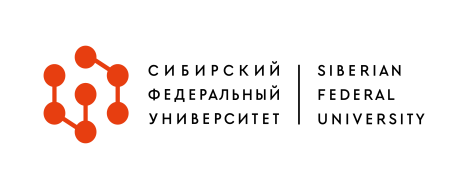 СИБИРСКИЙ
ФЕДЕРАЛЬНЫЙ
УНИВЕРСИТЕТ
SIBERIAN
FEDERAL
UNIVERSITY